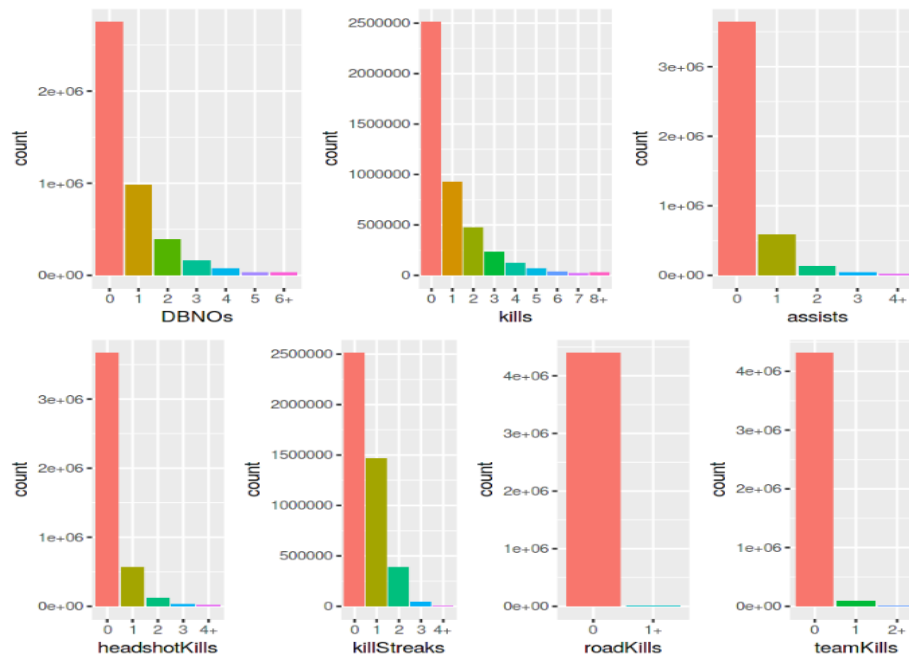 count
2e+06
1e+06
0e+00
0 1 2 3 4 5 6+
DBNOs
count
2500000
2000000
1500000
1000000
500000
0
0 1 2 3 4 5 6 7 8+
kills
count
3e+06
2e+06
1e+06
0e+00
0 1 2 3 4+
assists
count
3e+06
2e+06
1e+06
0e+00
0 1 2 3 4+
headshotKills
count
2500000
2000000
1500000
1000000
500000
0
0 1 2 3 4+
killStreaks
count
4e+06
3e+06
2e+06
1e+06
0e+00
0 1+
roadKills
count
4e+06
3e+06
2e+06
1e+06
0e+00
0 1 2+
teamKills